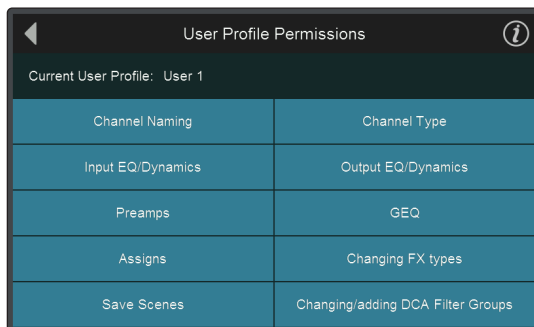 User Profile Permissions
i
Current User Profile: User 1
Channel Naming
Channel Type
Input EQ/Dynamics
Output EQ/Dynamics
Preamps
GEQ
Assigns
Changing FX types
Save Scenes
Changing/adding DCA Filter Groups